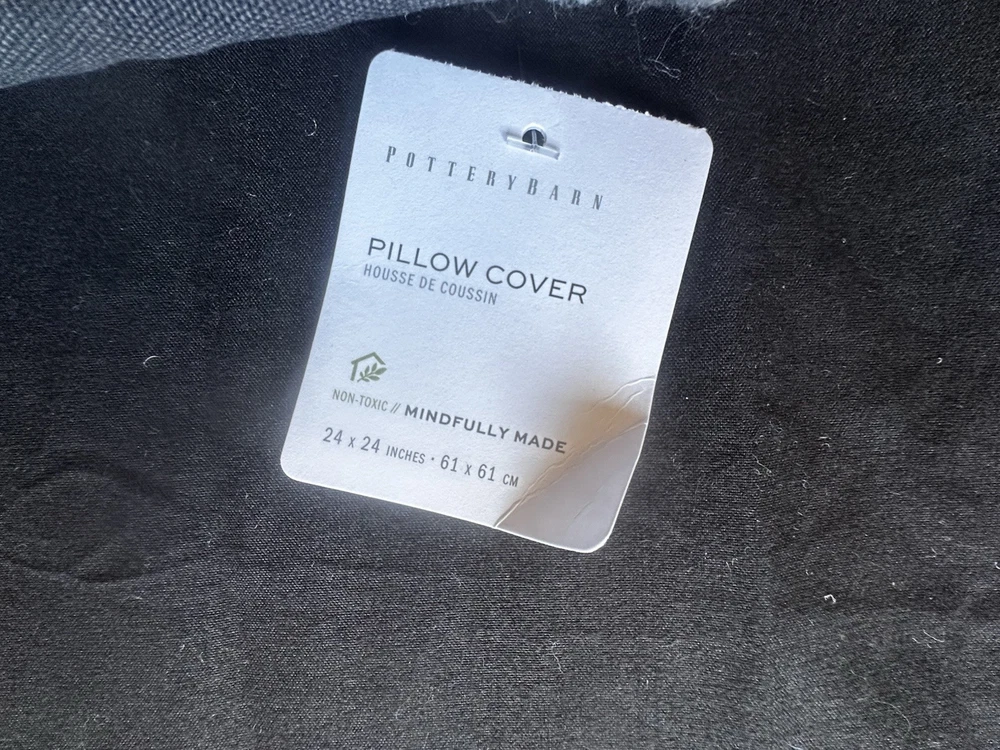 POTTERYBARN
PILLOW COVER
HOUSSE DE COUSSIN
NON-TOXIC // MINDFULLY MADE
24 x 24 INCHES · 61 x 61 CM